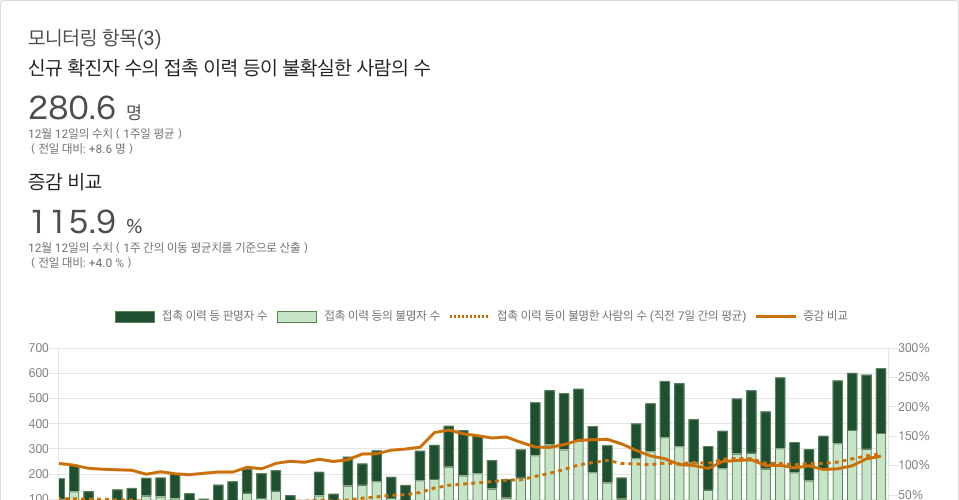 모니터링 항목(3)
신규 확진자 수의 접촉 이력 등이 불확실한 사람의 수
280.6 명
12월 12일의 수치 ( 1주일 평균 )
( 전일 대비: +8.6 명 )
증감 비교
115.9 %
12월 12일의 수치 ( 1주 간의 이동 평균치를 기준으로 산출 )
( 전일 대비: +4.0 % )
접촉 이력 등 판명자 수 접촉 이력 등의 불명자 수 접촉 이력 등이 불명한 사람의 수 (직전 7일 간의 평균) 증감 비교
700 300%
600 250%
500 200%
400 150%
300 100%
200 50%
100